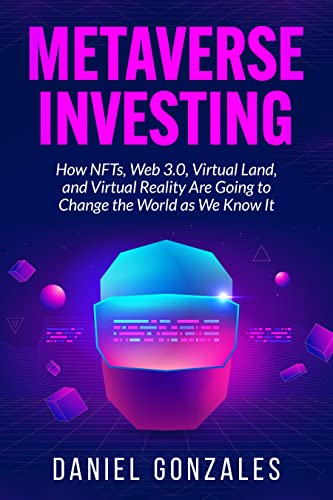 METAVERSE
INVESTING
How NFTs, Web 3.0, Virtual Land,
and Virtual Reality Are Going to
Change the World as We Know It
DANIEL GONZALES